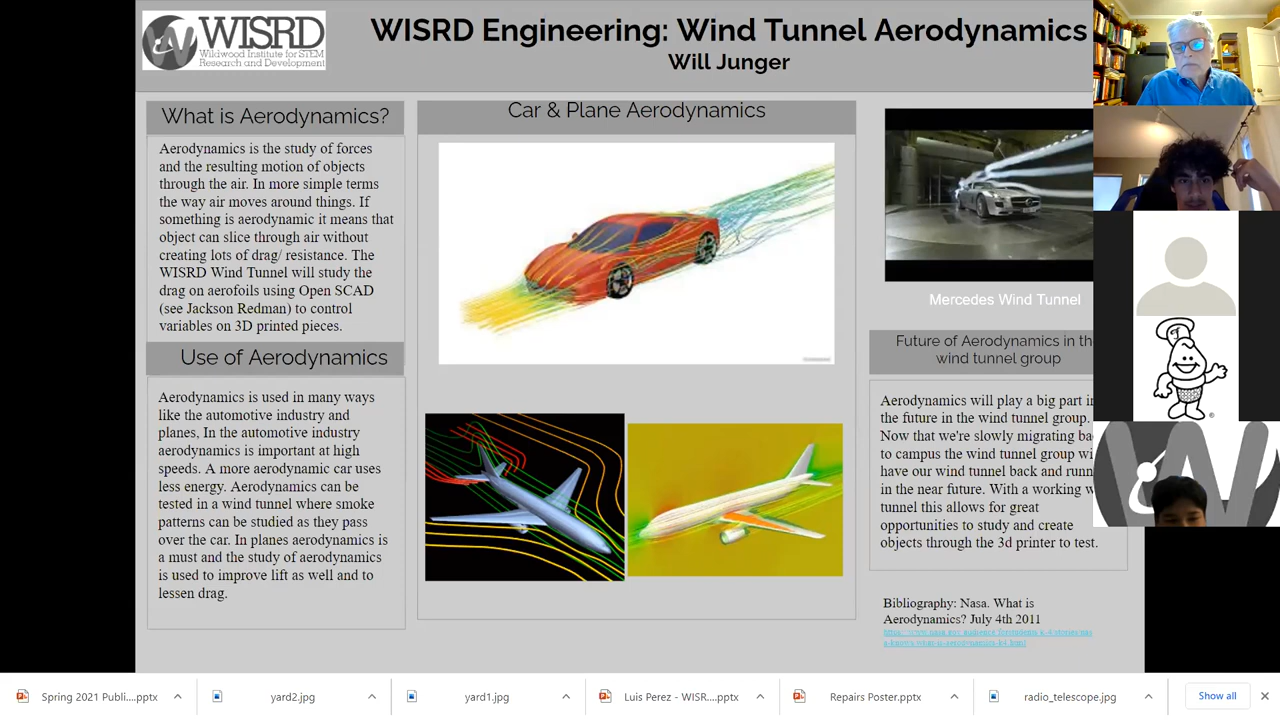 WISRD
Wildwood Institute for STEM
Research and Development
WISRD Engineering: Wind Tunnel Aerodynamics
Will Junger
What is Aerodynamics?
Aerodynamics is the study of forces
and the resulting motion of objects
through the air. In more simple terms
the way air moves round things. If
something is aerodynamic it means that
object can slice through air without
creating lots of drag/ resistance. The
WISRD Wind Tunnel will study the
drag on aerofoils using Open SCAD
(see Jackson Redman) to control
variables on 3D printed pieces.
Use of Aerodynamics
Aerodynamics is used in many ways
like the automotive industry and
planes, In the automotive industry
aerodynamics is important at high
speeds. A more aerodynamic car uses
less energy. Aerodynamics can be
tested in a wind tunnel where smoke
patterns can be studied as they pass
over the car. In planes aerodynamics is
a must and the study of aerodynamics
is used to improve lift as well and to
lessen drag.
Car & Plane Aerodynamics
Mercedes Wind Tunnel
Future of Aerodynamics in th
wind tunnel group
Aerodynamics will play a big part in
the future in the wind tunnel group.
Now that we're slowly migrating ba
to campus the wind tunnel group wi
have our wind tunnel back and runn
in the near future. With a working w
tunnel this allows for great
opportunities to study and create
objects through the 3d printer to test.
Bibliography: Nasa. What is
Aerodynamics? July 4th 2011
Spring 2021 Publi....pptx
yard2.jpg
yard1.jpg
Luis Perez - WISR....pptx
Repairs Poster.pptx
radio_telescope.jpg
Show all